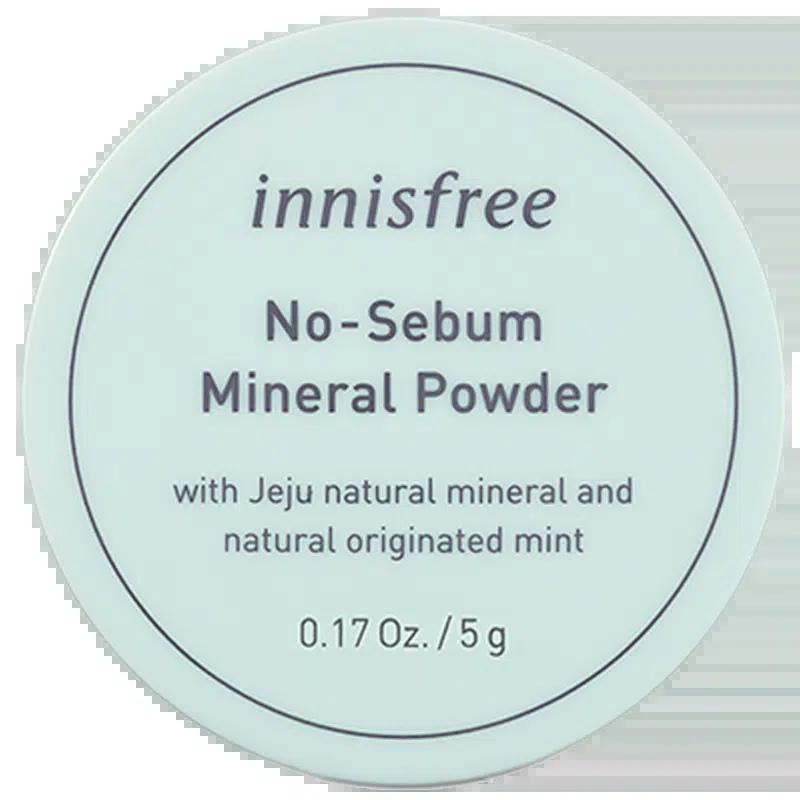 innisfree
No-Sebum
Mineral Powder
with Jeju natural mineral and
natural originated mint
0.17 Oz. / 5 g